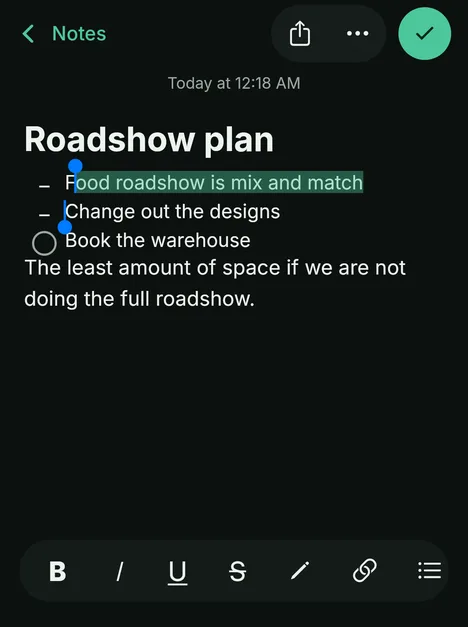 Notes
Today at 12:18 AM
Roadshow plan
– Food roadshow is mix and match
– Change out the designs
Book the warehouse
The least amount of space if we are not
doing the full roadshow.
B I U S